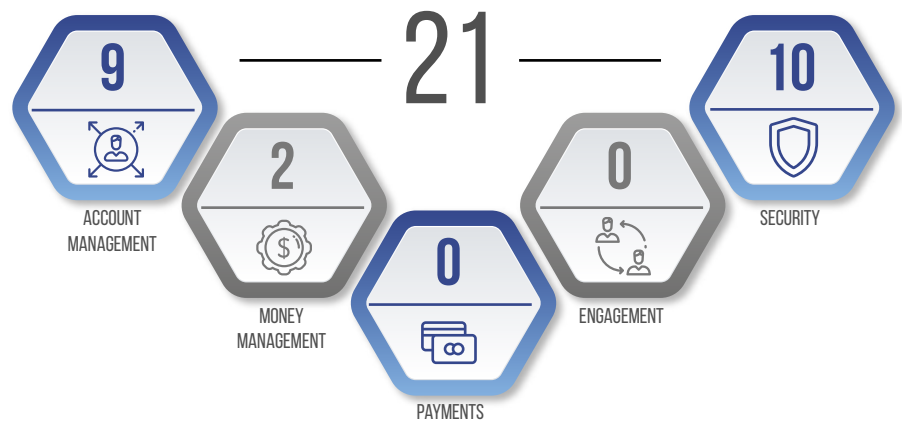 21
9
ACCOUNT
MANAGEMENT
2
MONEY
MANAGEMENT
0
PAYMENTS
0
ENGAGEMENT
10
SECURITY
$